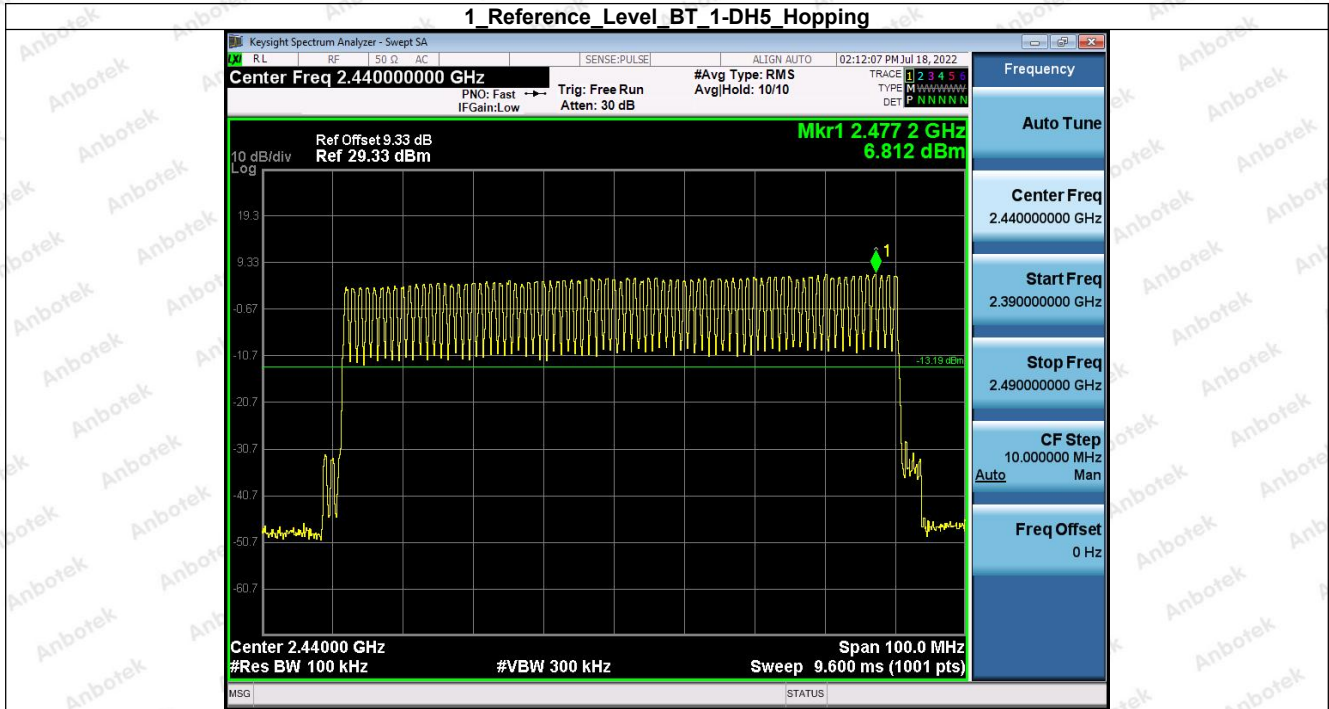 1_Reference_Level_BT_1-DH5_Hopping
Keysight Spectrum Analyzer - Swept SA
LXI RL RF 50 Ω AC SENSE:PULSE ALIGN AUTO 02:12:07 PM Jul 18, 2022
Center Freq 2.440000000 GHz
PNO: Fast
IFGain:Low
Trig: Free Run
Atten: 30 dB
#Avg Type: RMS
Avg|Hold: 10/10
TRACE 1 2 3 4 5 6
TYPE M WWWWW
DET P N N N N N
Ref Offset 9.33 dB
10 dB/div Ref 29.33 dBm
Log
Mkr1 2.477 2 GHz
6.812 dBm
19.3
9.33
-0.67
-10.7
-20.7
-30.7
-40.7
-50.7
-60.7
1
-13.19 dBm
Center 2.44000 GHz Span 100.0 MHz
#Res BW 100 kHz #VBW 300 kHz Sweep 9.600 ms (1001 pts)
MSG STATUS
Frequency
Auto Tune
Center Freq
2.440000000 GHz
Start Freq
2.390000000 GHz
Stop Freq
2.490000000 GHz
CF Step
10.000000 MHz
Auto Man
Freq Offset
0 Hz
Anbotek